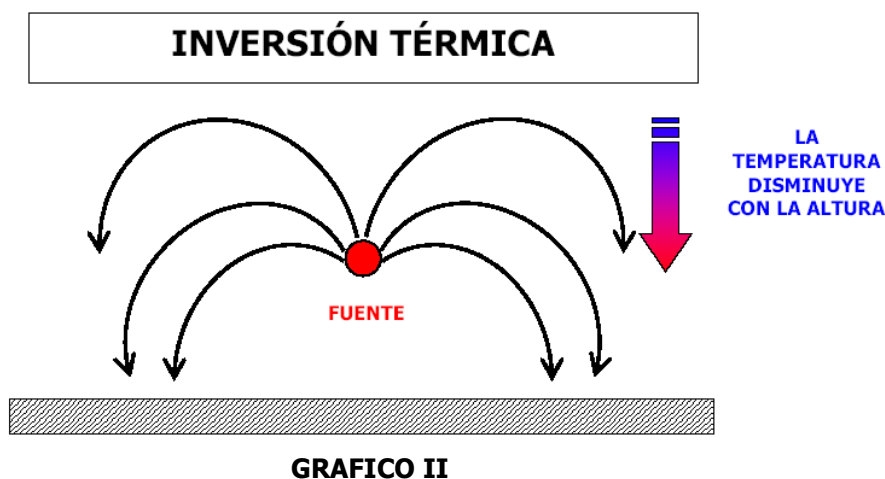 INVERSIÓN TÉRMICA
LA
TEMPERATURA
DISMINUYE
CON LA ALTURA
FUENTE
GRAFICO II